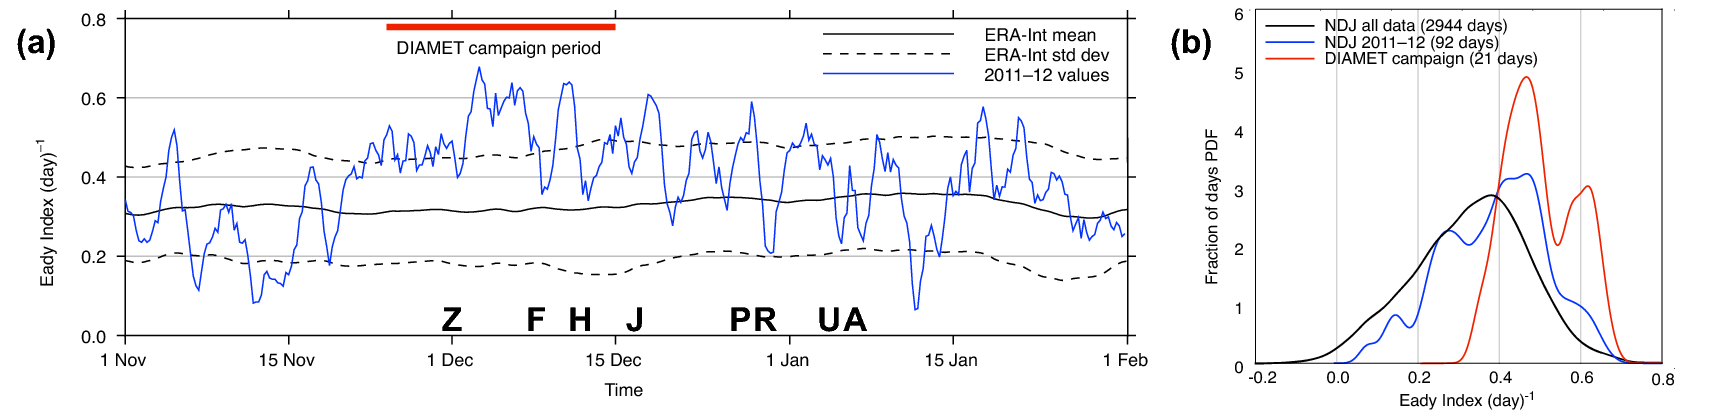 (a)
0.8
0.6
0.4
0.2
0.0
Eady Index (day)⁻¹
DIAMET campaign period
ERA-Int mean
ERA-Int std dev
2011–12 values
Z F H J P R U A
1 Nov 15 Nov 1 Dec 15 Dec 1 Jan 15 Jan 1 Feb
Time
(b)
6
5
4
3
2
1
0
Fraction of days PDF
NDJ all data (2944 days)
NDJ 2011–12 (92 days)
DIAMET campaign (21 days)
-0.2 0.0 0.2 0.4 0.6 0.8
Eady Index (day)⁻¹